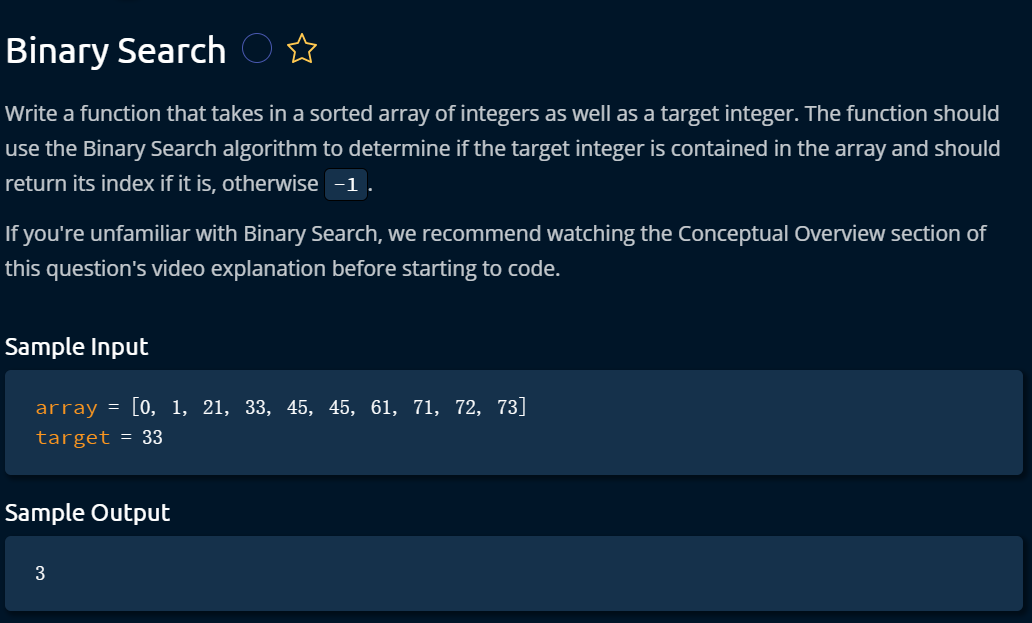 Binary Search
Write a function that takes in a sorted array of integers as well as a target integer. The function should
use the Binary Search algorithm to determine if the target integer is contained in the array and should
return its index if it is, otherwise -1 .
If you're unfamiliar with Binary Search, we recommend watching the Conceptual Overview section of
this question's video explanation before starting to code.
Sample Input
array = [0, 1, 21, 33, 45, 45, 61, 71, 72, 73]
target = 33
Sample Output
3